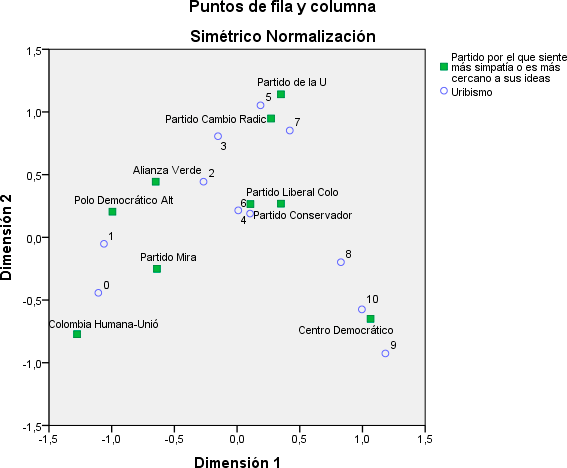 Puntos de fila y columna
Simétrico Normalización
Partido por el que siente
más simpatía o es más
cercano a sus ideas
Uribismo
1,5
1,0
0,5
0,0
-0,5
-1,0
-1,5
Dimensión 2
Partido de la U
5
Partido Cambio Radic
7
3
Alianza Verde
2
Polo Democrático Alt
Partido Liberal Colo
6
Partido Conservador
4
1
Partido Mira
8
0
10
Colombia Humana-Unió
Centro Democrático
9
-1,5
-1,0
-0,5
0,0
0,5
1,0
1,5
Dimensión 1